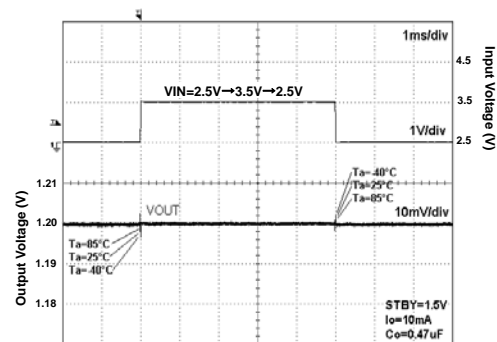 1ms/div
4.5
VIN=2.5V→3.5V→2.5V
3.5
1V/div
2.5
Input Voltage (V)
Ta=-40°C
Ta=25°C
Ta=85°C
1.21
VOUT
10mV/div
1.20
Ta=85°C
Ta=25°C
Ta=-40°C
1.19
1.18
Output Voltage (V)
STBY=1.5V
Io=10mA
Co=0.47uF